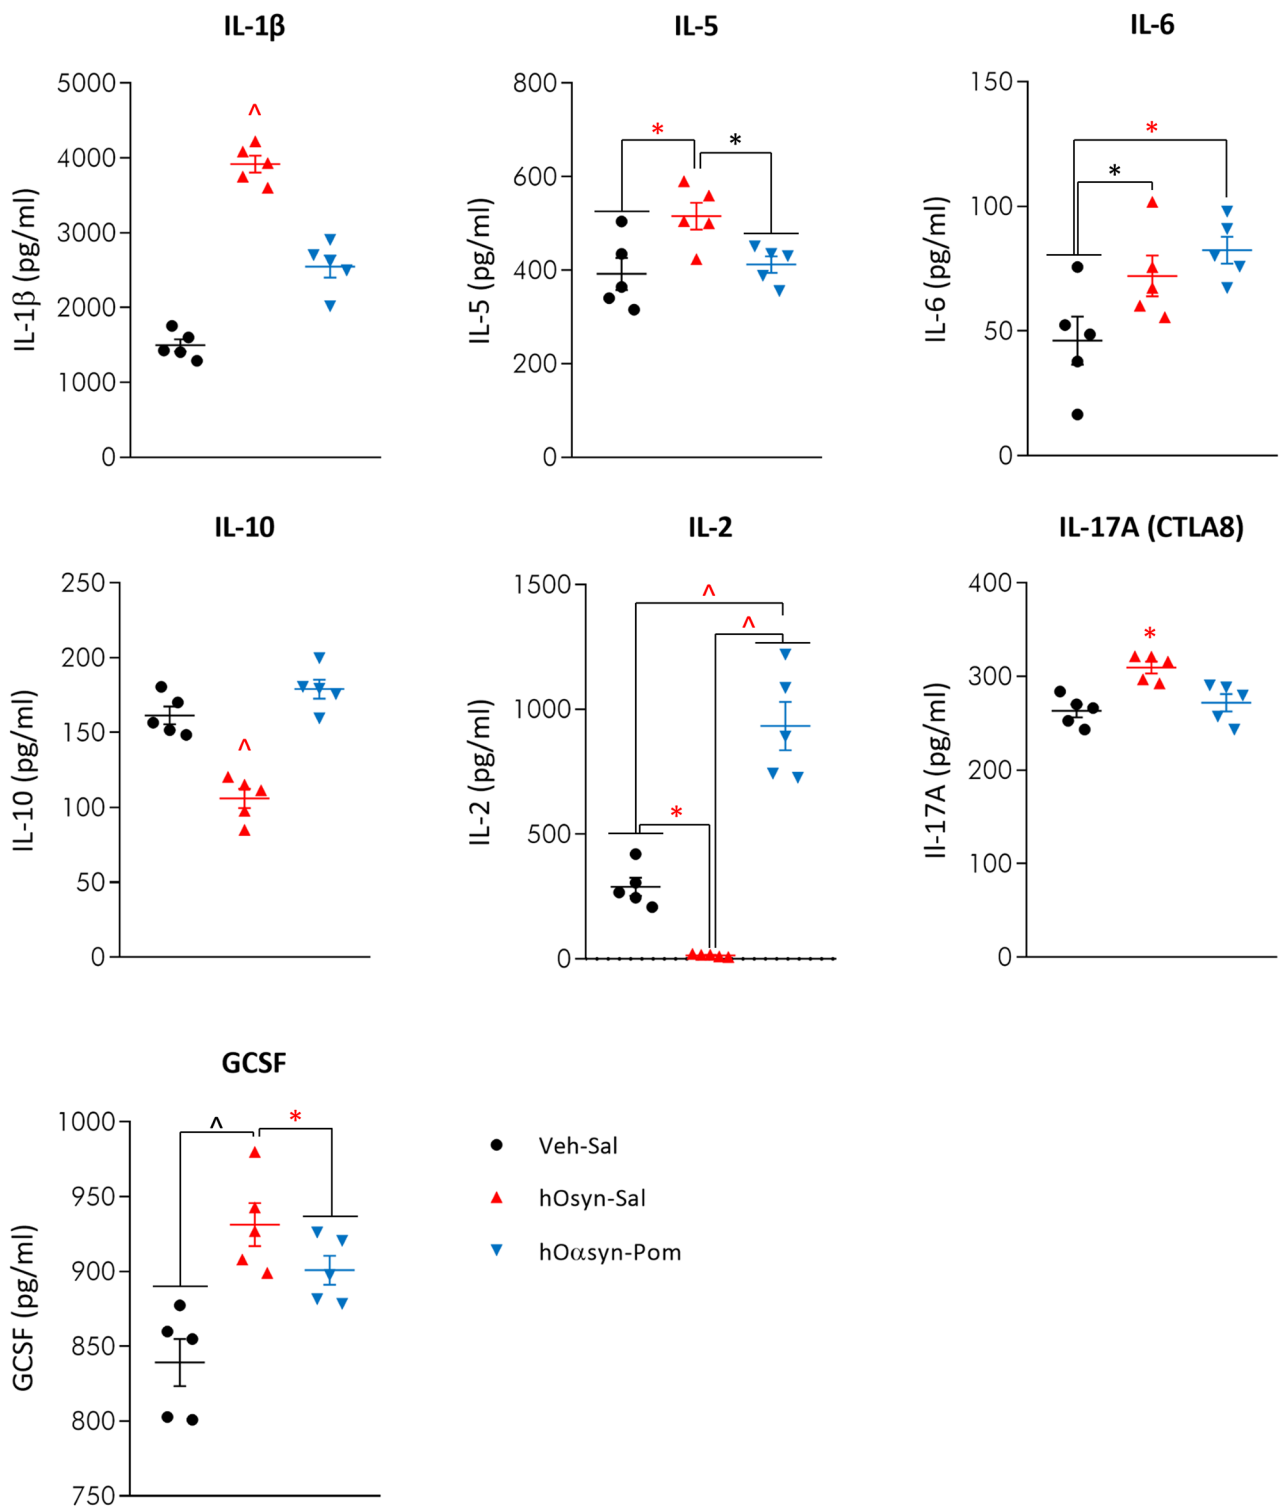 IL-1β
IL-5
IL-6
5000
4000
3000
2000
1000
0
IL-1β (pg/ml)
^
800
600
400
200
0
IL-5 (pg/ml)
*
*
150
100
50
0
IL-6 (pg/ml)
*
*
IL-10
IL-2
IL-17A (CTLA8)
250
200
150
100
50
0
IL-10 (pg/ml)
^
1500
1000
500
0
IL-2 (pg/ml)
^
^
*
400
300
200
100
0
Il-17A (pg/ml)
*
GCSF
1000
950
900
850
800
750
GCSF (pg/ml)
^
*
Veh-Sal
hOsyn-Sal
hOαsyn-Pom